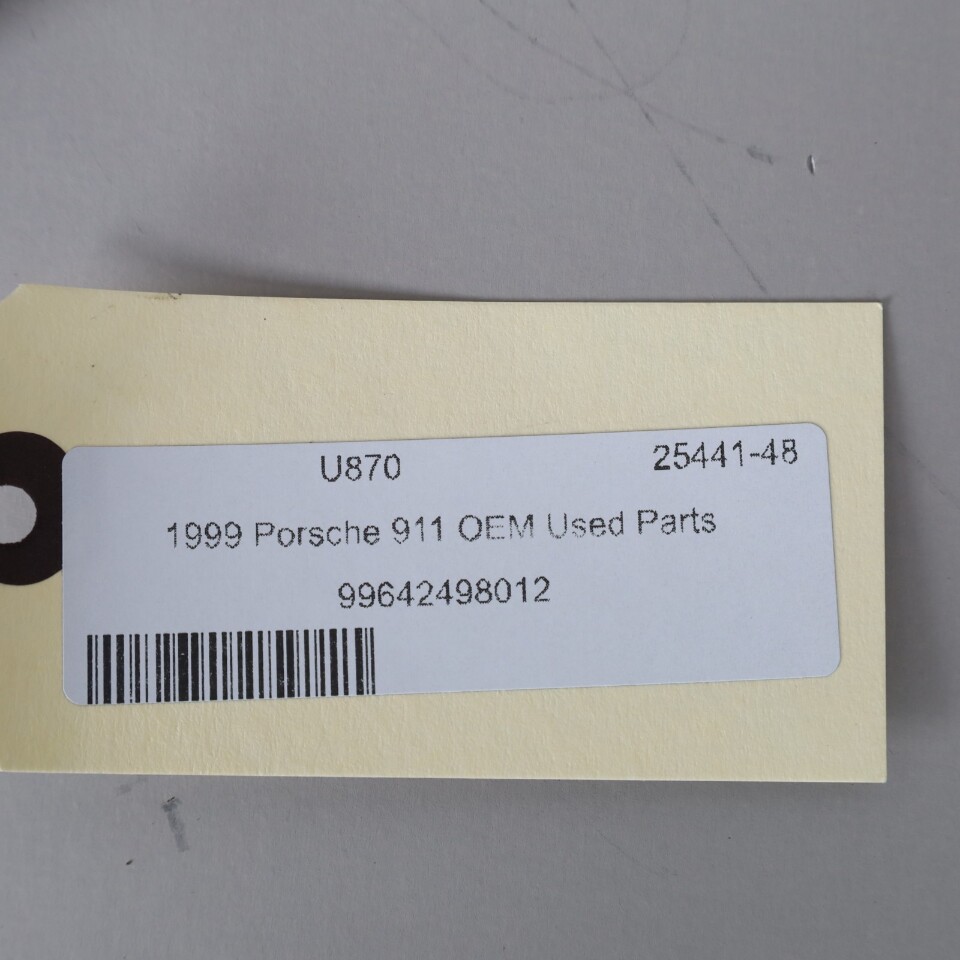 U870 25441-48
1999 Porsche 911 OEM Used Parts
99642498012